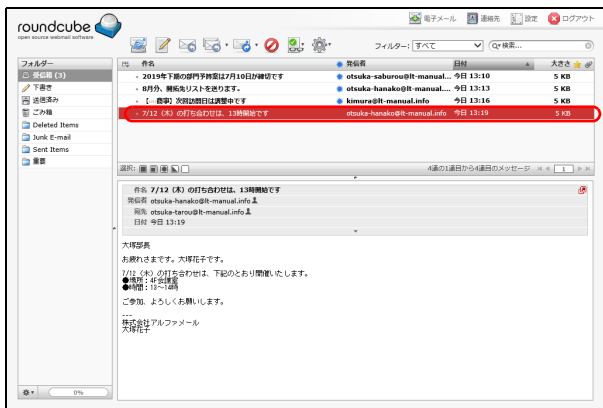 roundcube
open source webmail software
電子メール 連絡先 設定 ログアウト
フィルター: すべて 検索...
フォルダー
受信箱 (3)
下書き
送信済み
ごみ箱
Deleted Items
Junk E-mail
Sent Items
重要
件名 発信者 日付 大きさ
2019年下期の部門予算案は7月10日が締切です otsuka-saburou@lt-manual... 今日 13:10 5 KB
8月分、開拓先リストを送ります。 otsuka-hanako@lt-manual.... 今日 13:13 5 KB
【○○商事】次回訪問日は調整中です kimura@lt-manual.info 今日 13:16 5 KB
7/12（木）の打ち合わせは、13時開始です otsuka-hanako@lt-manual.info 今日 13:19 5 KB
選択: 4通の1通目から4通目のメッセージ 1
件名 7/12（木）の打ち合わせは、13時開始です
発信者 otsuka-hanako@lt-manual.info
宛先 otsuka-tarou@lt-manual.info
日付 今日 13:19
大塚部長
お疲れさまです。大塚花子です。
7/12（木）の打ち合わせは、下記のとおり開催いたします。
●場所：4F会議室
●時間：13～14時
ご参加、よろしくお願いします。
---
株式会社アルファメール
大塚花子
0%